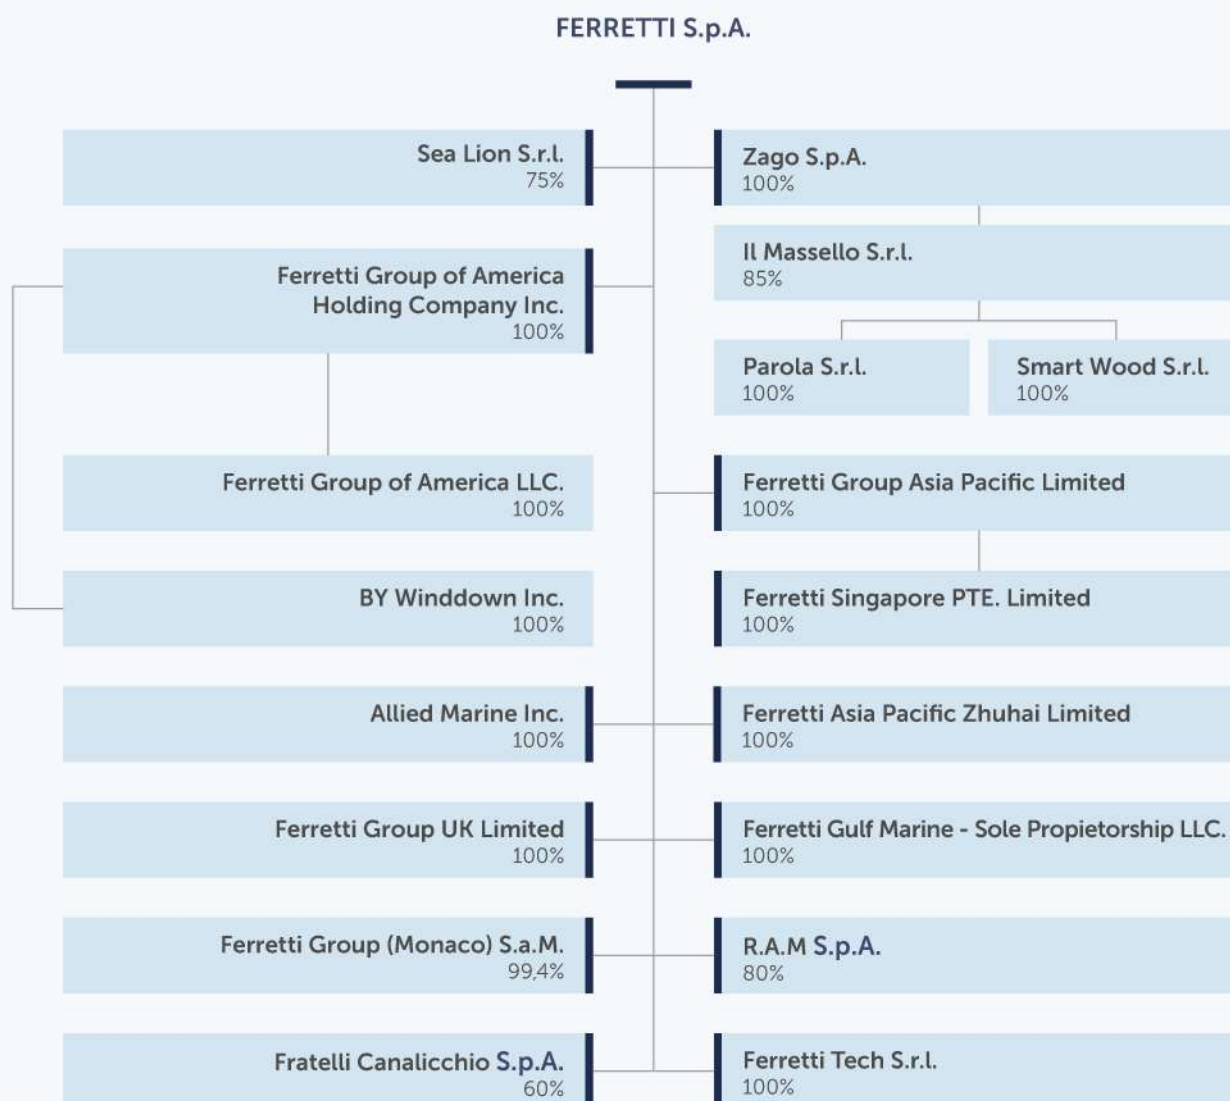 FERRETTI S.p.A.
Sea Lion S.r.l.
75%
Zago S.p.A.
100%
Ferretti Group of America
Holding Company Inc.
100%
Il Massello S.r.l.
85%
Parola S.r.l.
100%
Smart Wood S.r.l.
100%
Ferretti Group of America LLC.
100%
Ferretti Group Asia Pacific Limited
100%
BY Winddown Inc.
100%
Ferretti Singapore PTE. Limited
100%
Allied Marine Inc.
100%
Ferretti Asia Pacific Zhuhai Limited
100%
Ferretti Group UK Limited
100%
Ferretti Gulf Marine - Sole Propietorship LLC.
100%
Ferretti Group (Monaco) S.a.M.
99,4%
R.A.M S.p.A.
80%
Fratelli Canalicchio S.p.A.
60%
Ferretti Tech S.r.l.
100%